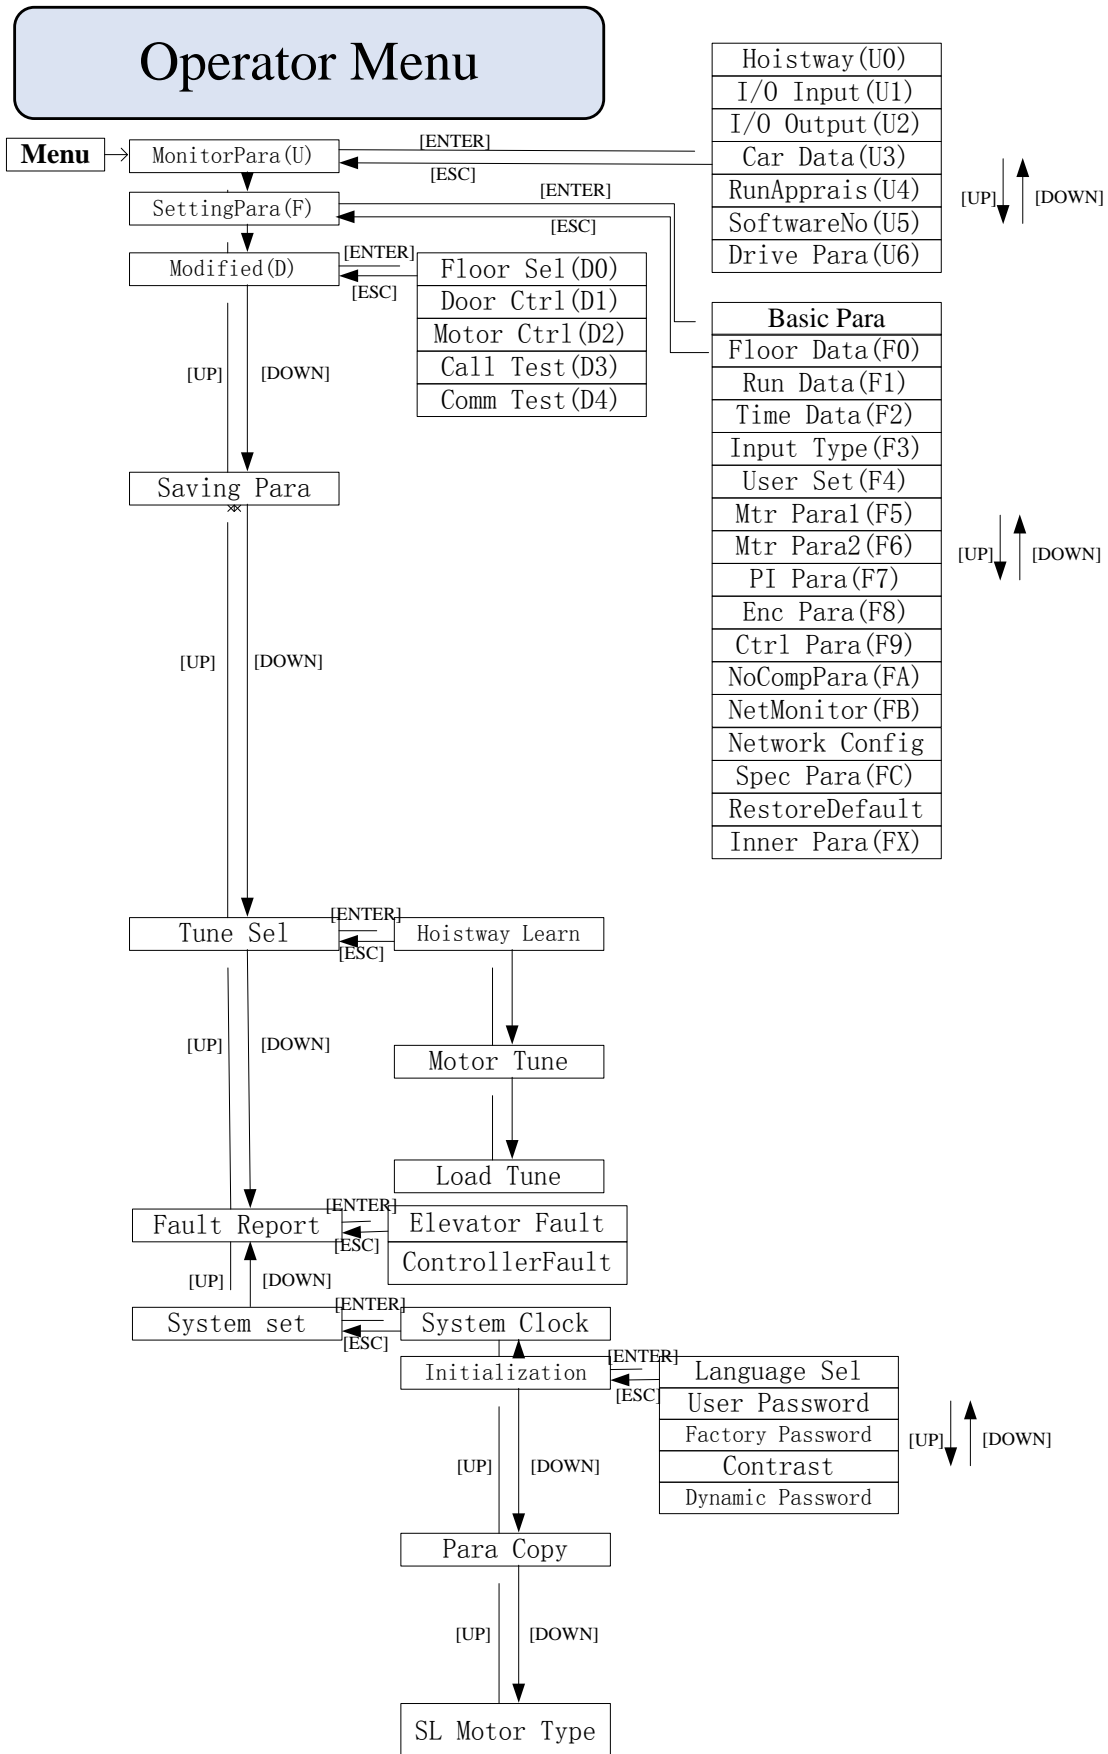 Operator Menu
Menu
MonitorPara(U)
[ENTER]
[ESC]
Hoistway(U0)
I/O Input(U1)
I/O Output(U2)
Car Data(U3)
RunApprais(U4)
SoftwareNo(U5)
Drive Para(U6)
[UP]
[DOWN]
SettingPara(F)
[ENTER]
[ESC]
Modified(D)
[ENTER]
[ESC]
Floor Sel(D0)
Door Ctrl(D1)
Motor Ctrl(D2)
Call Test(D3)
Comm Test(D4)
Basic Para
Floor Data(F0)
Run Data(F1)
Time Data(F2)
Input Type(F3)
User Set(F4)
Mtr Para1(F5)
Mtr Para2(F6)
PI Para(F7)
Enc Para(F8)
Ctrl Para(F9)
NoCompPara(FA)
NetMonitor(FB)
Network Config
Spec Para(FC)
RestoreDefault
Inner Para(FX)
[UP]
[DOWN]
[UP]
[DOWN]
Saving Para
[UP]
[DOWN]
Tune Sel
[ENTER]
[ESC]
Hoistway Learn
[UP]
[DOWN]
Motor Tune
Load Tune
Fault Report
[ENTER]
[ESC]
Elevator Fault
ControllerFault
[UP]
[DOWN]
System set
[ENTER]
[ESC]
System Clock
Initialization
[ENTER]
[ESC]
Language Sel
User Password
Factory Password
Contrast
Dynamic Password
[UP]
[DOWN]
[UP]
[DOWN]
Para Copy
[UP]
[DOWN]
SL Motor Type